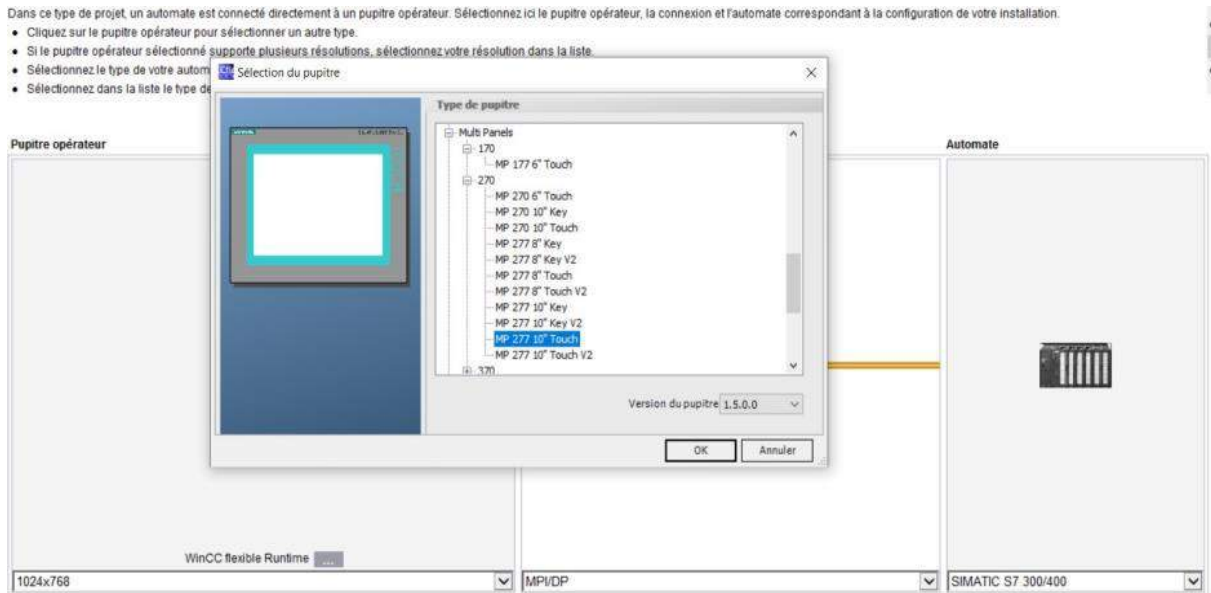 Dans ce type de projet, un automate est connecté directement à un pupitre opérateur. Sélectionnez ici le pupitre opérateur, la connexion et l'automate correspondant à la configuration de votre installation.
• Cliquez sur le pupitre opérateur pour sélectionner un autre type.
• Si le pupitre opérateur sélectionné supporte plusieurs résolutions, sélectionnez votre résolution dans la liste.
• Sélectionnez le type de votre autom
• Sélectionnez dans la liste le type de
Sélection du pupitre
Type de pupitre
Multi Panels
170
MP 177 6" Touch
270
MP 270 6" Touch
MP 270 10" Key
MP 270 10" Touch
MP 277 8" Key
MP 277 8" Key V2
MP 277 8" Touch
MP 277 8" Touch V2
MP 277 10" Key
MP 277 10" Key V2
MP 277 10" Touch
MP 277 10" Touch V2
370
Version du pupitre 1.5.0.0
OK Annuler
Pupitre opérateur
Automate
WinCC flexible Runtime ...
1024x768
MPI/DP
SIMATIC S7 300/400